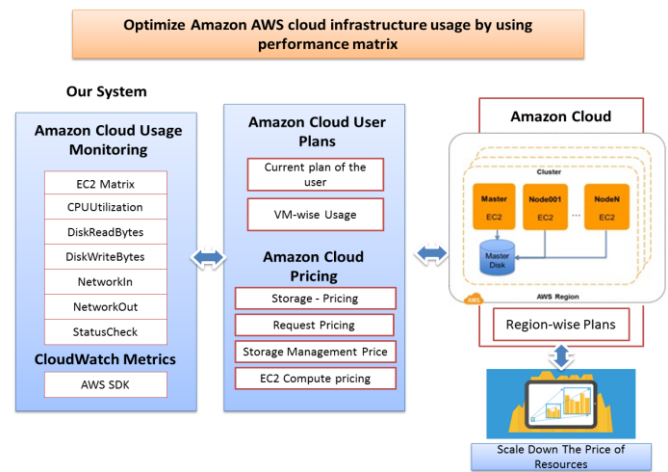 Optimize Amazon AWS cloud infrastructure usage by using
performance matrix
Our System
Amazon Cloud Usage
Monitoring
EC2 Matrix
CPUUtilization
DiskReadBytes
DiskWriteBytes
NetworkIn
NetworkOut
StatusCheck
CloudWatch Metrics
AWS SDK
Amazon Cloud User
Plans
Current plan of the
user
VM-wise Usage
Amazon Cloud
Pricing
Storage - Pricing
Request Pricing
Storage Management Price
EC2 Compute pricing
Amazon Cloud
Cluster
Master
EC2
Node001
EC2
...
NodeN
EC2
Master
Disk
AWS
AWS Region
Region-wise Plans
Scale Down The Price of
Resources